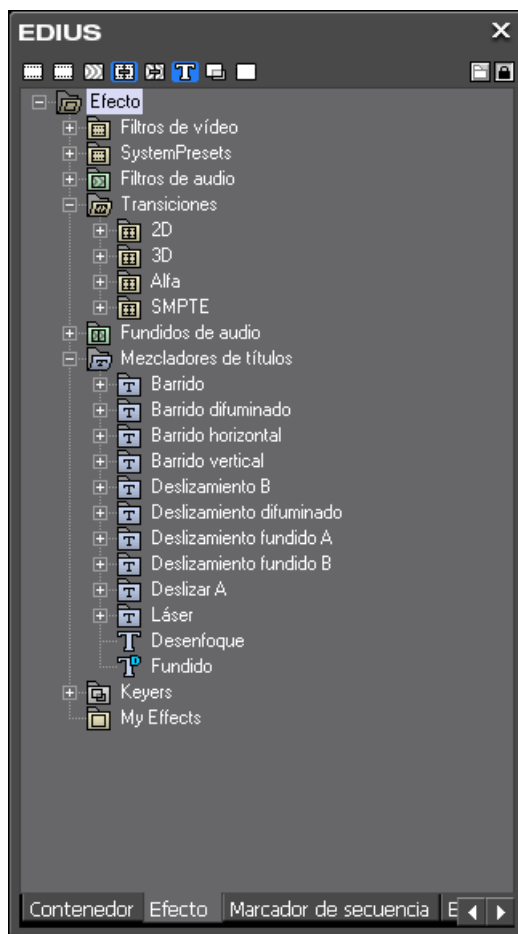 EDIUS
Efecto
Filtros de vídeo
SystemPresets
Filtros de audio
Transiciones
2D
3D
Alfa
SMPTE
Fundidos de audio
Mezcladores de títulos
Barrido
Barrido difuminado
Barrido horizontal
Barrido vertical
Deslizamiento B
Deslizamiento difuminado
Deslizamiento fundido A
Deslizamiento fundido B
Deslizar A
Láser
Desenfoque
Fundido
Keyers
My Effects
Contenedor Efecto Marcador de secuencia E